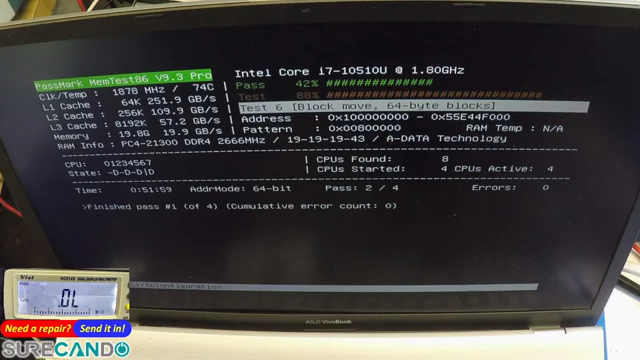 PassMark MemTest86 V9.3 Pro
Intel Core i7-10510U @ 1.80GHz
Clk/Temp : 1878 MHz / 74C
Pass 42% ################
L1 Cache : 64K 251.9 GB/s
Test 88%
L2 Cache : 256K 109.9 GB/s
Test 6 [Block move, 64-byte blocks]
L3 Cache : 8192K 57.2 GB/s
Address : 0x100000000 - 0x55E44F000
Memory : 19.8G 19.9 GB/s
Pattern : 0x00800000 RAM Temp : N/A
RAM Info : PC4-21300 DDR4 2666MHz / 19-19-19-43 / A-DATA Technology
CPU: 01234567
CPUs Found: 8
State: -D-D-D|D
CPUs Started: 4 CPUs Active: 4
Time: 0:51:59 AddrMode: 64-bit Pass: 2 / 4 Errors: 0
>Finished pass #1 (of 4) (Cumulative error count: 0)
ASUS VivoBook
Vici
.OL
Need a repair? Send it in!
SURECANDO